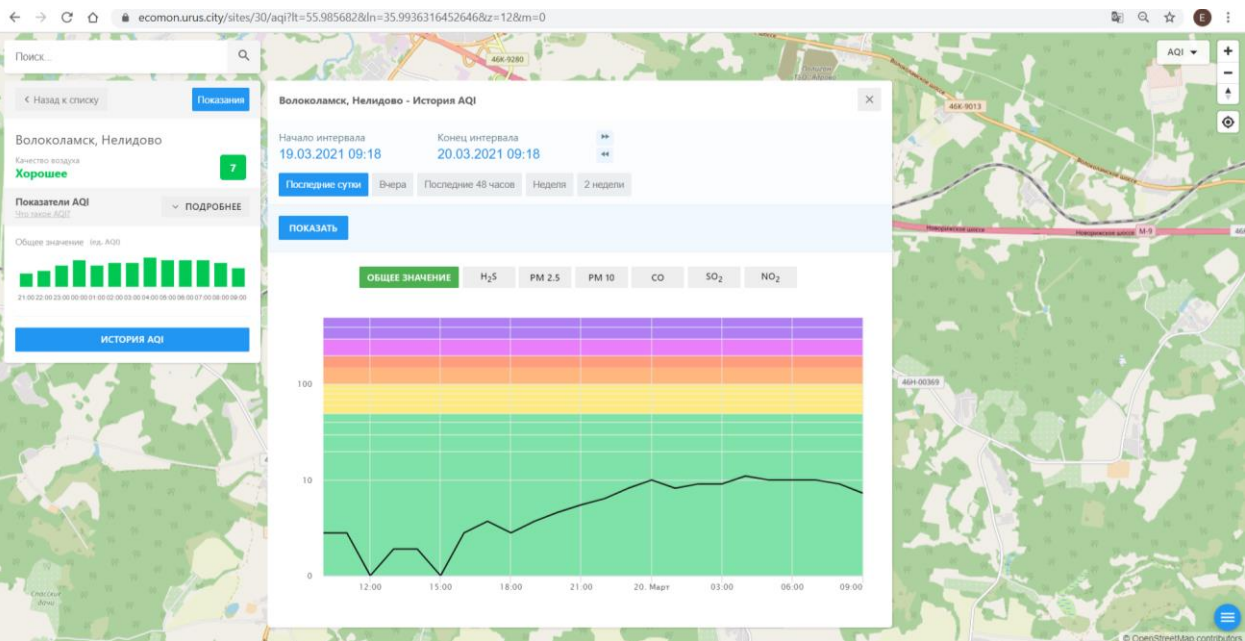 ecomon.urus.city/sites/30/aqi?lt=55.985682&ln=35.9936316452646&z=12&m=0
E
Поиск...
46К-9280
AQI
46К-9013
46Н-00369
Новорижское шоссе
Новорижское шоссе
М-9
Волоколамское шоссе
< Назад к списку
Показания
Волоколамск, Нелидово
Качество воздуха
Хорошее
7
Показатели AQI
Что такое AQI?
ПОДРОБНЕЕ
Общее значение (ед. AQI)
21:00 22:00 23:00 00:00 01:00 02:00 03:00 04:00 05:00 06:00 07:00 08:00 09:00
ИСТОРИЯ AQI
Волоколамск, Нелидово - История AQI
Начало интервала
19.03.2021 09:18
Конец интервала
20.03.2021 09:18
Последние сутки
Вчера
Последние 48 часов
Неделя
2 недели
ПОКАЗАТЬ
ОБЩЕЕ ЗНАЧЕНИЕ
H₂S
PM 2.5
PM 10
CO
SO₂
NO₂
100
10
0
12:00 15:00 18:00 21:00 20. Март 03:00 06:00 09:00
© OpenStreetMap contributors